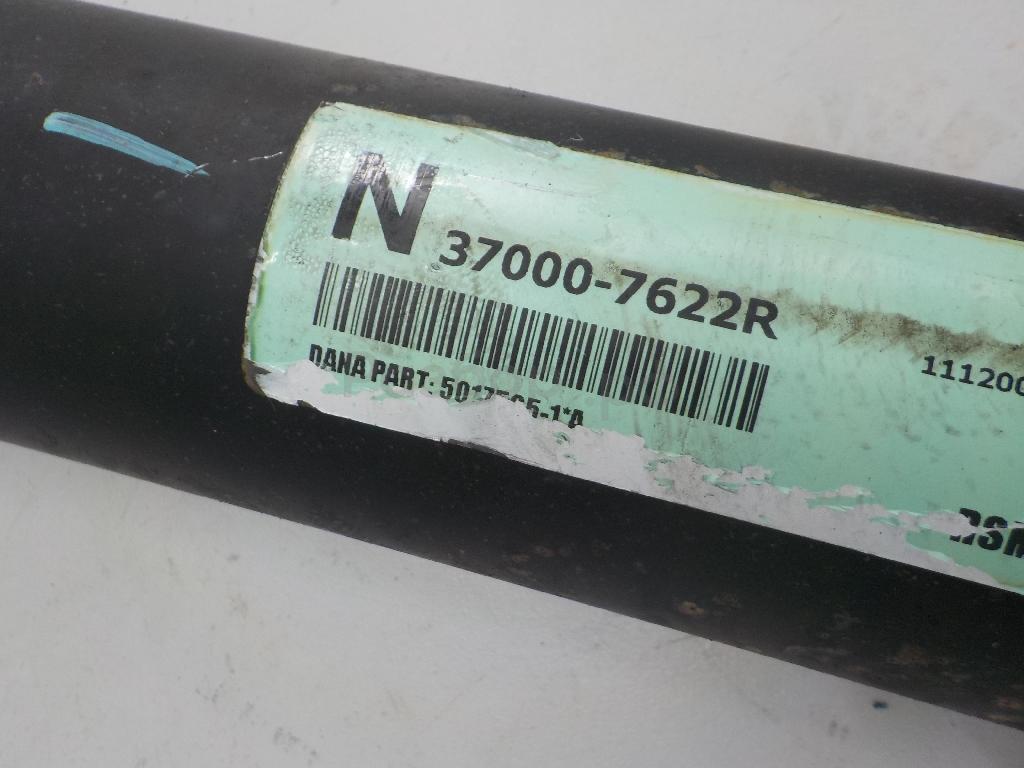 N 37000-7622R
111200
DANA PART: